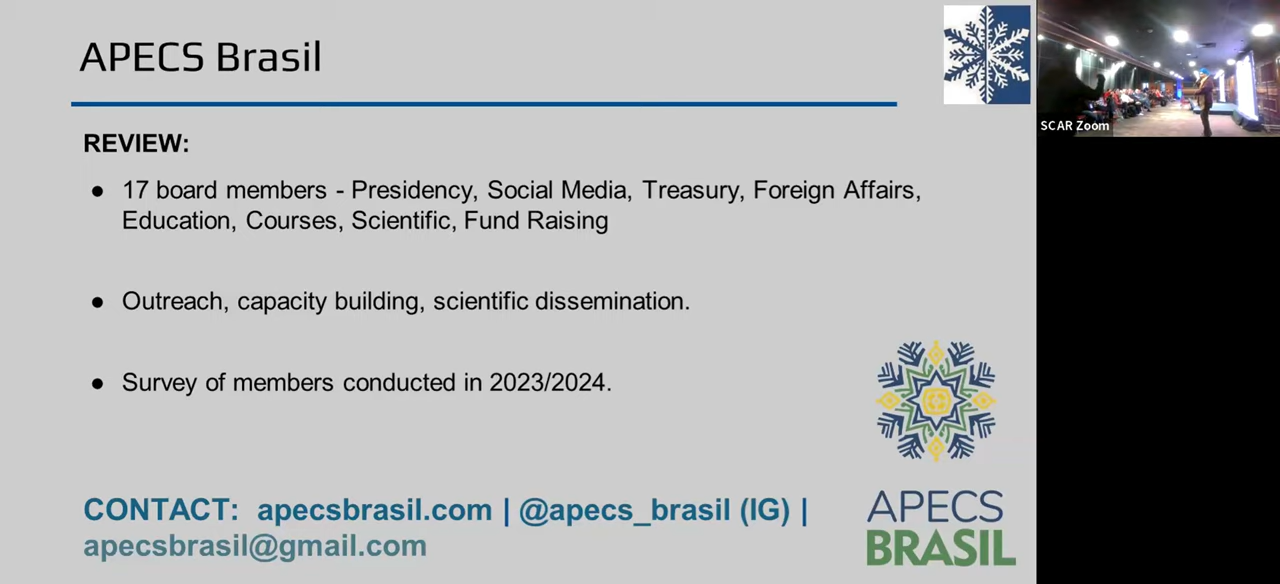 APECS Brasil
REVIEW:
● 17 board members - Presidency, Social Media, Treasury, Foreign Affairs,
Education, Courses, Scientific, Fund Raising
● Outreach, capacity building, scientific dissemination.
● Survey of members conducted in 2023/2024.
CONTACT: apecsbrasil.com | @apecs_brasil (IG) |
apecsbrasil@gmail.com
APECS
BRASIL
SCAR Zoom